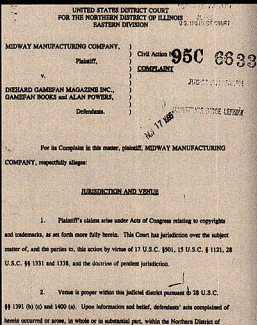 UNITED STATES DISTRICT COURT
FOR THE NORTHERN DISTRICT OF ILLINOIS
EASTERN DIVISION
MIDWAY MANUFACTURING COMPANY,
Plaintiff,
v.
DIEHARD GAMEFAN MAGAZINE INC.,
GAMEFAN BOOKS and ALAN POWERS,
Defendants.
)
Civil Action
95C 6633
COMPLAINT
NOV 17 1995
For its Complaint in this matter, plaintiff, MIDWAY MANUFACTURING
COMPANY, respectfully alleges:
JURISDICTION AND VENUE
1. Plaintiff's claims arise under Acts of Congress relating to copyrights
and trademarks, as set forth more fully herein. This Court has jurisdiction over the subject
matter of, and the parties to, this action by virtue of 17 U.S.C. §501, 15 U.S.C. § 1121, 28
U.S.C. §§ 1331 and 1338, and the doctrine of pendent jurisdiction.
2. Venue is proper within this judicial district pursuant to 28 U.S.C.
§§ 1391 (b) (c) and 1400 (a). Upon information and belief, defendants' acts complained of
herein occurred or arose, in whole or in substantial part, within the Northern District of